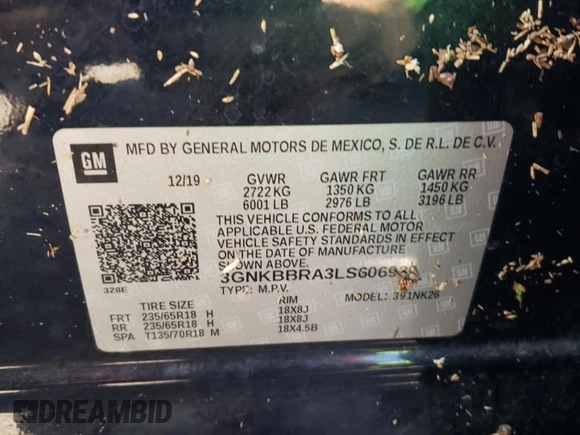 GM
MFD BY GENERAL MOTORS DE MEXICO, S. DE R.L. DE C.V.
12/19 GVWR GAWR FRT GAWR RR
2722 KG 1350 KG 1450 KG
6001 LB 2976 LB 3196 LB
THIS VEHICLE CONFORMS TO ALL
APPLICABLE U.S. FEDERAL MOTOR
VEHICLE SAFETY STANDARDS IN EFFECT
ON THE DATE OF MANUFACTURE
SHOWN ABOVE.
328E
TYPE: M.P.V. MODEL: 391NK26
TIRE SIZE RIM
FRT 235/65R18 H 18X8J
RR 235/65R18 H 18X8J
SPA T135/70R18 M 18X4.5B
DREAMBID